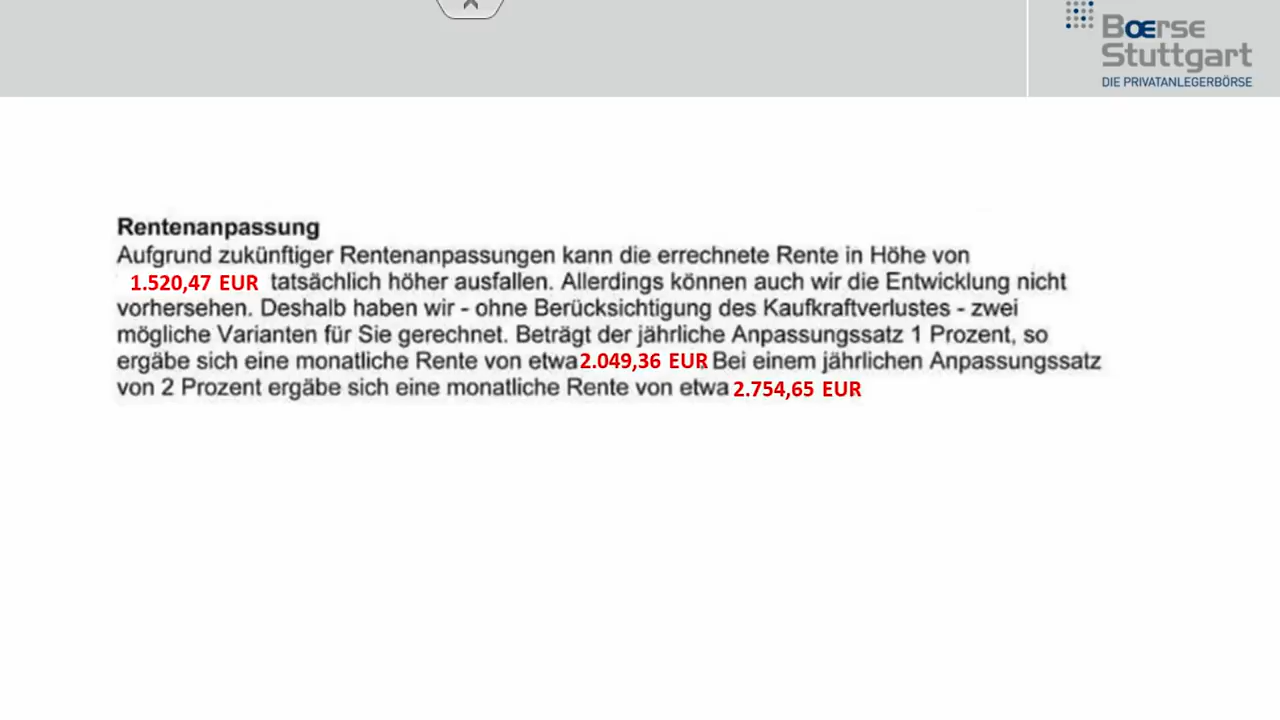 Boerse
Stuttgart
DIE PRIVATANLEGERBÖRSE
Rentenanpassung
Aufgrund zukünftiger Rentenanpassungen kann die errechnete Rente in Höhe von
1.520,47 EUR tatsächlich höher ausfallen. Allerdings können auch wir die Entwicklung nicht
vorhersehen. Deshalb haben wir - ohne Berücksichtigung des Kaufkraftverlustes - zwei
mögliche Varianten für Sie gerechnet. Beträgt der jährliche Anpassungssatz 1 Prozent, so
ergäbe sich eine monatliche Rente von etwa 2.049,36 EUR. Bei einem jährlichen Anpassungssatz
von 2 Prozent ergäbe sich eine monatliche Rente von etwa 2.754,65 EUR